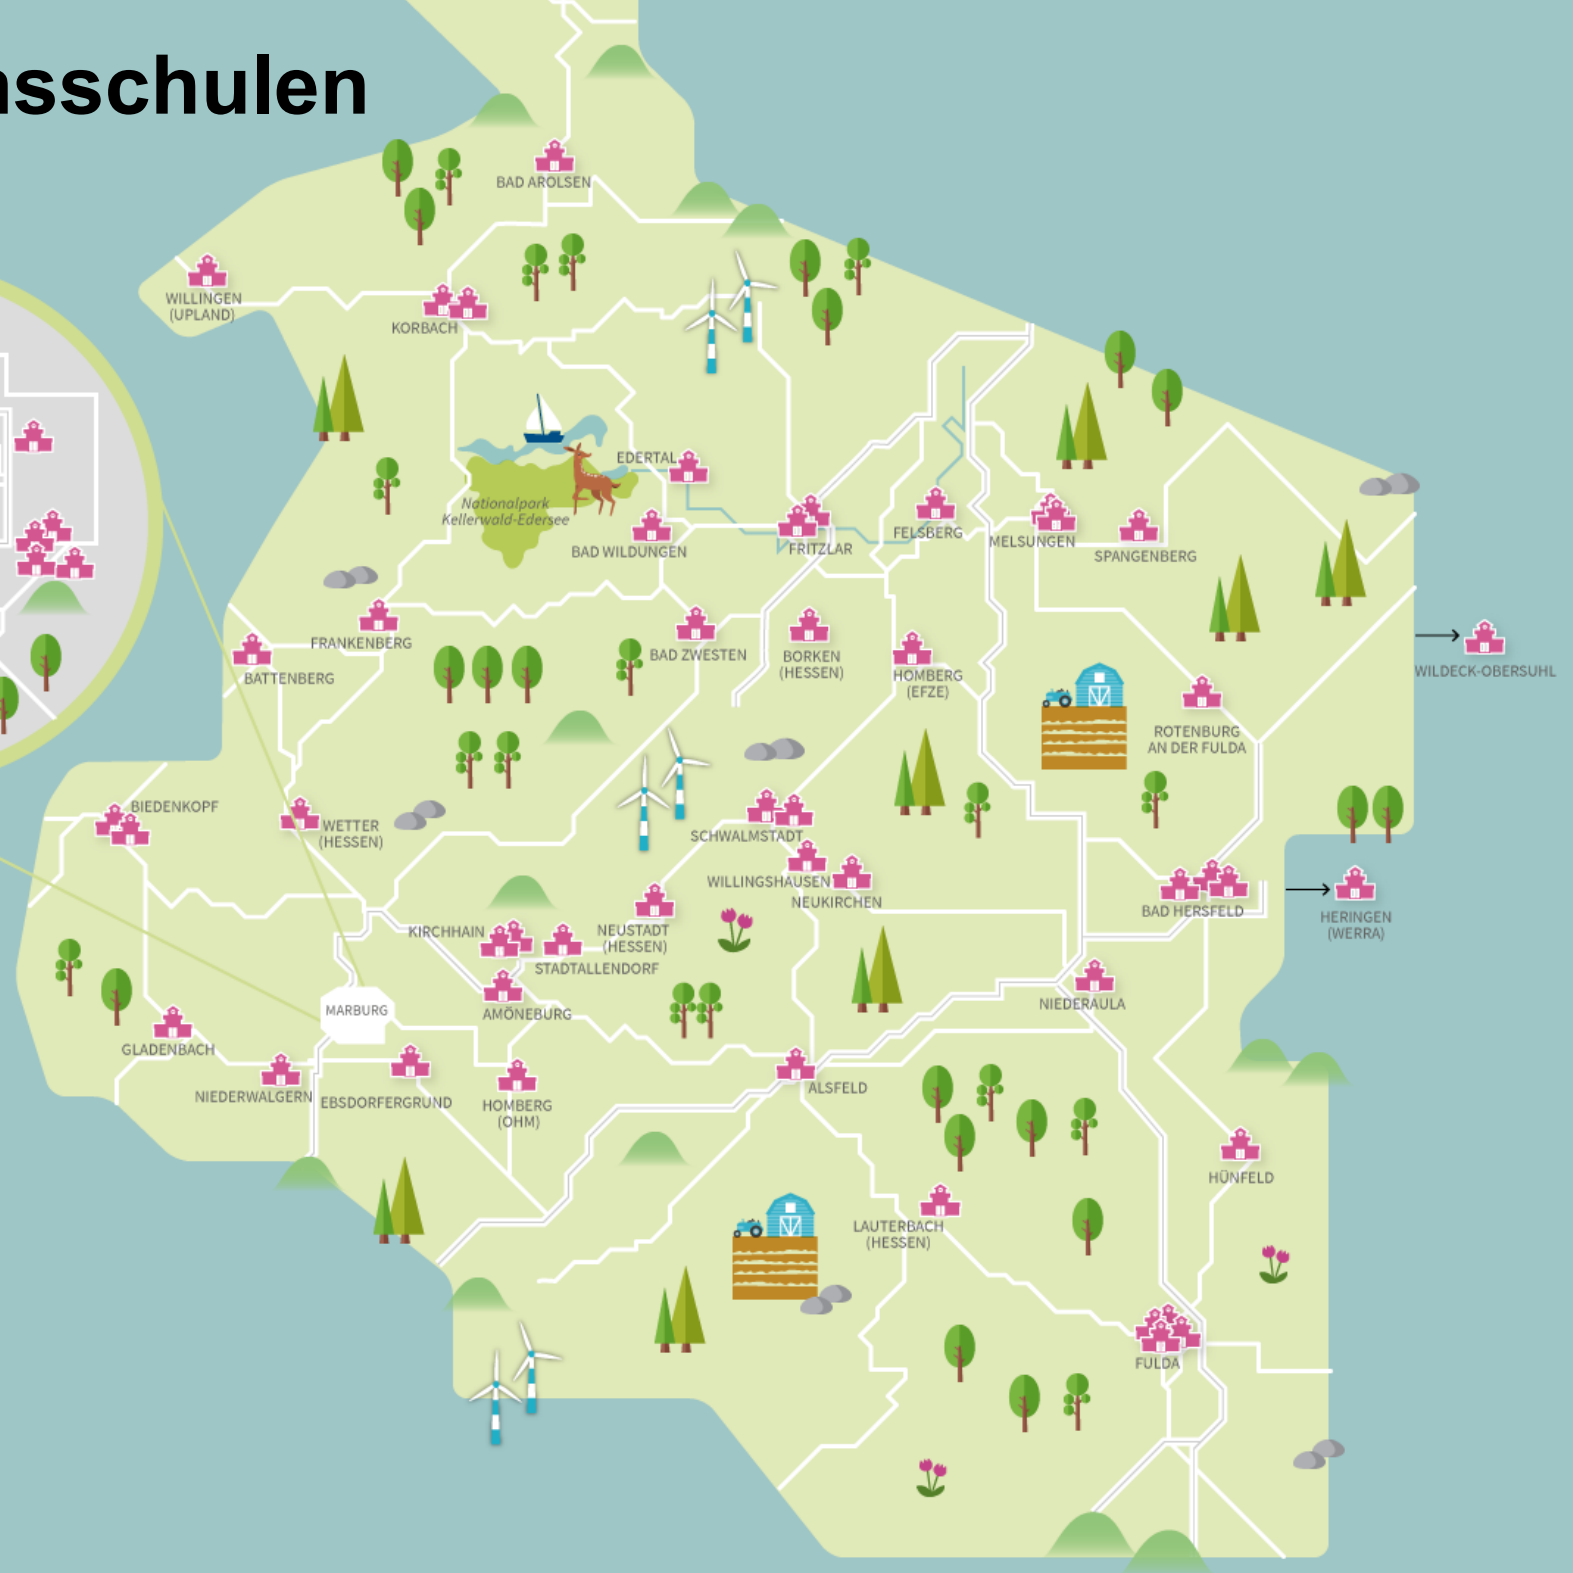 nsschulen
BAD AROLSEN
WILLINGEN
(UPLAND)
KORBACH
EDERTAL
Nationalpark
Kellerwald-Edersee
BAD WILDUNGEN
FRITZLAR
FELSBERG
MELSUNGEN
SPANGENBERG
FRANKENBERG
BATTENBERG
BAD ZWESTEN
BORKEN
(HESSEN)
HOMBERG
(EFZE)
WILDECK-OBERSUHL
ROTENBURG
AN DER FULDA
BIEDENKOPF
WETTER
(HESSEN)
SCHWALMSTADT
WILLINGSHAUSEN
NEUKIRCHEN
BAD HERSFELD
HERINGEN
(WERRA)
KIRCHHAIN
NEUSTADT
(HESSEN)
STADTALLENDORF
AMÖNEBURG
NIEDERAULA
MARBURG
GLADENBACH
NIEDERWALGERN
EBSDORFERGRUND
HOMBERG
(OHM)
ALSFELD
HÜNFELD
LAUTERBACH
(HESSEN)
FULDA